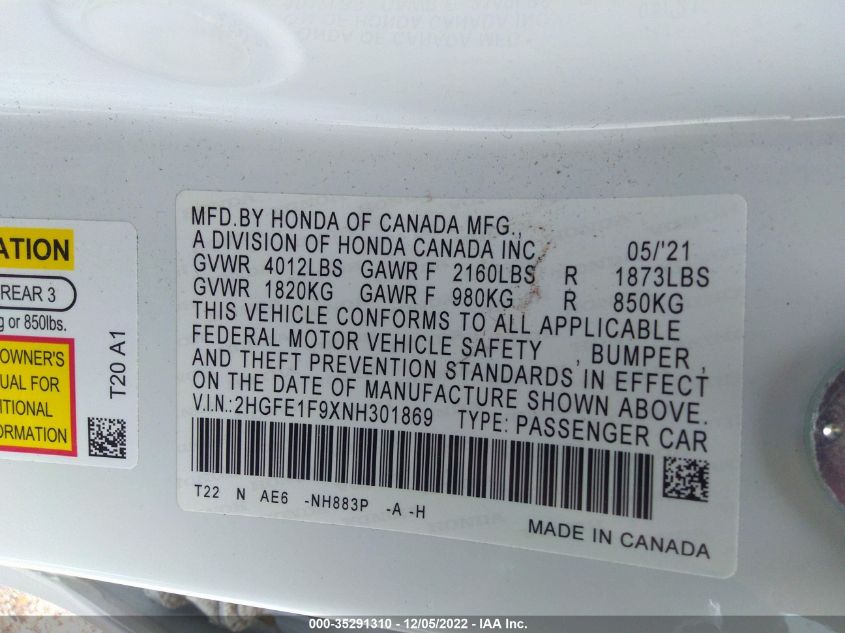 MFD.BY HONDA OF CANADA MFG.,
A DIVISION OF HONDA CANADA INC 05/'21
GVWR 4012LBS GAWR F 2160LBS R 1873LBS
GVWR 1820KG GAWR F 980KG R 850KG
THIS VEHICLE CONFORMS TO ALL APPLICABLE
FEDERAL MOTOR VEHICLE SAFETY , BUMPER ,
AND THEFT PREVENTION STANDARDS IN EFFECT
ON THE DATE OF MANUFACTURE SHOWN ABOVE.
V.I.N.:2HGFE1F9XNH301869 TYPE: PASSENGER CAR
T22 N AE6 -NH883P -A -H
MADE IN CANADA
ATION
REAR 3
g or 850lbs.
OWNER'S
UAL FOR
ITIONAL
ORMATION
T20 A1
000-35291310 - 12/05/2022 - IAA Inc.